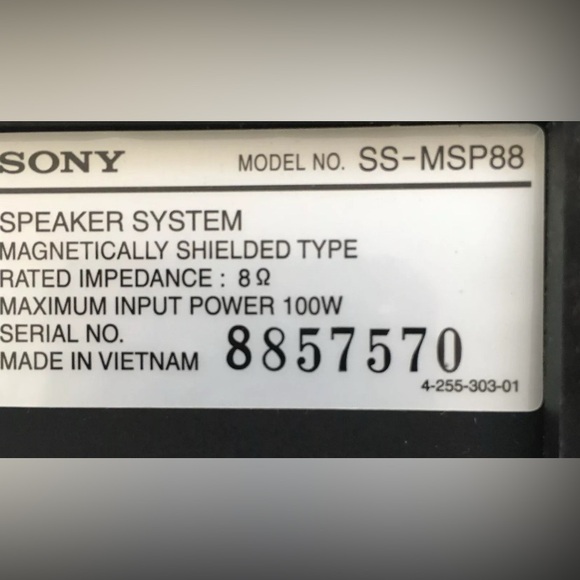 SONY MODEL NO. SS-MSP88
SPEAKER SYSTEM
MAGNETICALLY SHIELDED TYPE
RATED IMPEDANCE : 8 Ω
MAXIMUM INPUT POWER 100W
SERIAL NO. 8857570
MADE IN VIETNAM
4-255-303-01